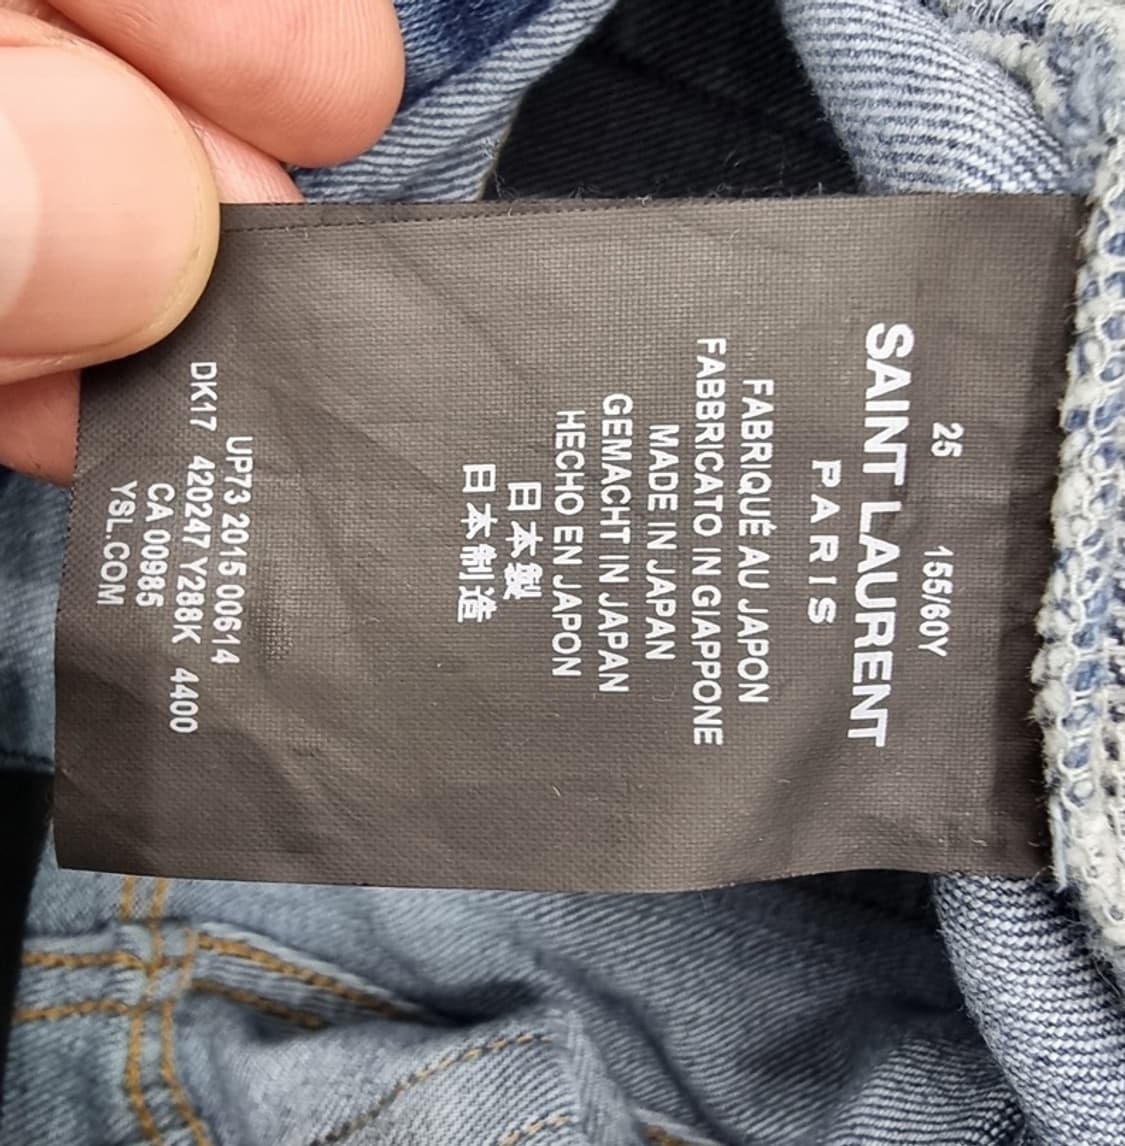 25 155/60Y
SAINT LAURENT
PARIS
FABRIQUÉ AU JAPON
FABBRICATO IN GIAPPONE
MADE IN JAPAN
GEMACHT IN JAPAN
HECHO EN JAPON
日本製
日本制造
UP73 2015 0614
DK17 420247 Y288K 4400
CA 00985
YSL.COM